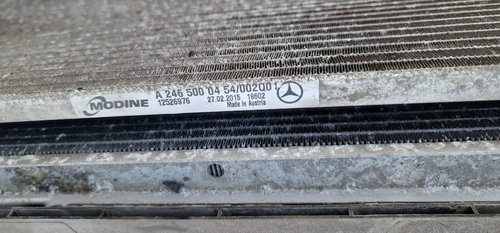 A 246 500 04 54/002Q01
MODINE 12526976 27.02.2015 18602
Made in Austria